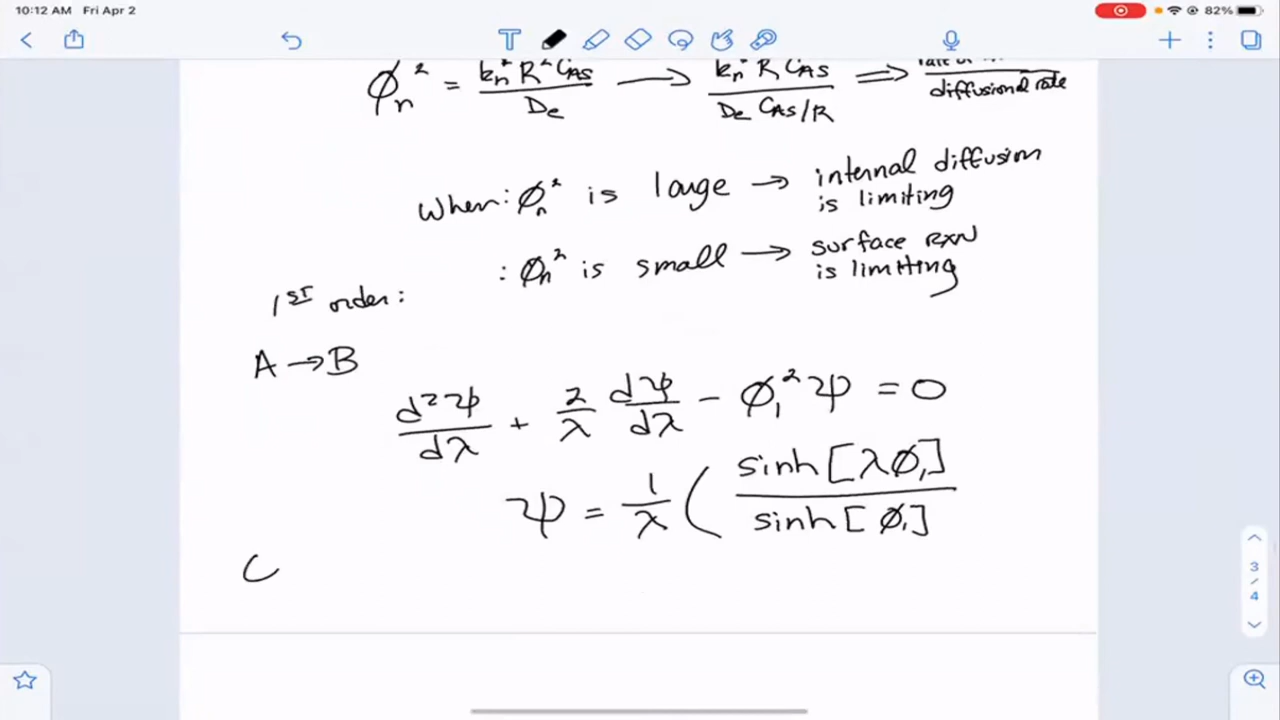 10:12 AM Fri Apr 2
82%
ϕn² = kn" R² CAS / De → kn" R CAS / De CAS/R ⇒ diffusional rate
When: ϕn² is large → internal diffusion is limiting
: ϕn² is small → surface RXN is limiting
1ST order:
A → B
d²ψ/dλ + 2/λ dψ/dλ − ϕ1²ψ = 0
ψ = 1/λ ( sinh[λϕ1] / sinh[ϕ1]
C
3 / 4